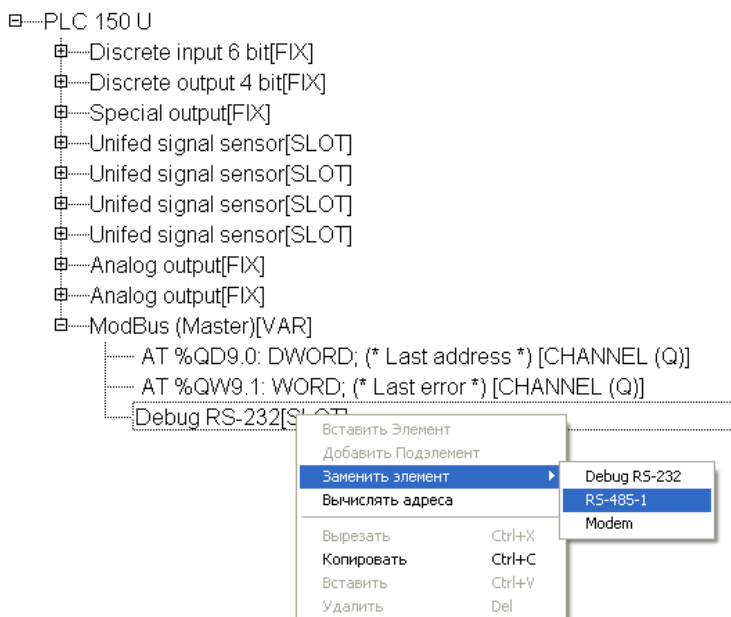 PLC 150 U
Discrete input 6 bit[FIX]
Discrete output 4 bit[FIX]
Special output[FIX]
Unifed signal sensor[SLOT]
Unifed signal sensor[SLOT]
Unifed signal sensor[SLOT]
Unifed signal sensor[SLOT]
Analog output[FIX]
Analog output[FIX]
ModBus (Master)[VAR]
AT %QD9.0: DWORD; (* Last address *) [CHANNEL (Q)]
AT %QW9.1: WORD; (* Last error *) [CHANNEL (Q)]
Debug RS-232[SLOT]
Вставить Элемент
Добавить Подэлемент
Заменить элемент
Debug RS-232
Вычислять адреса
RS-485-1
Modem
Вырезать Ctrl+X
Копировать Ctrl+C
Вставить Ctrl+V
Удалить Del